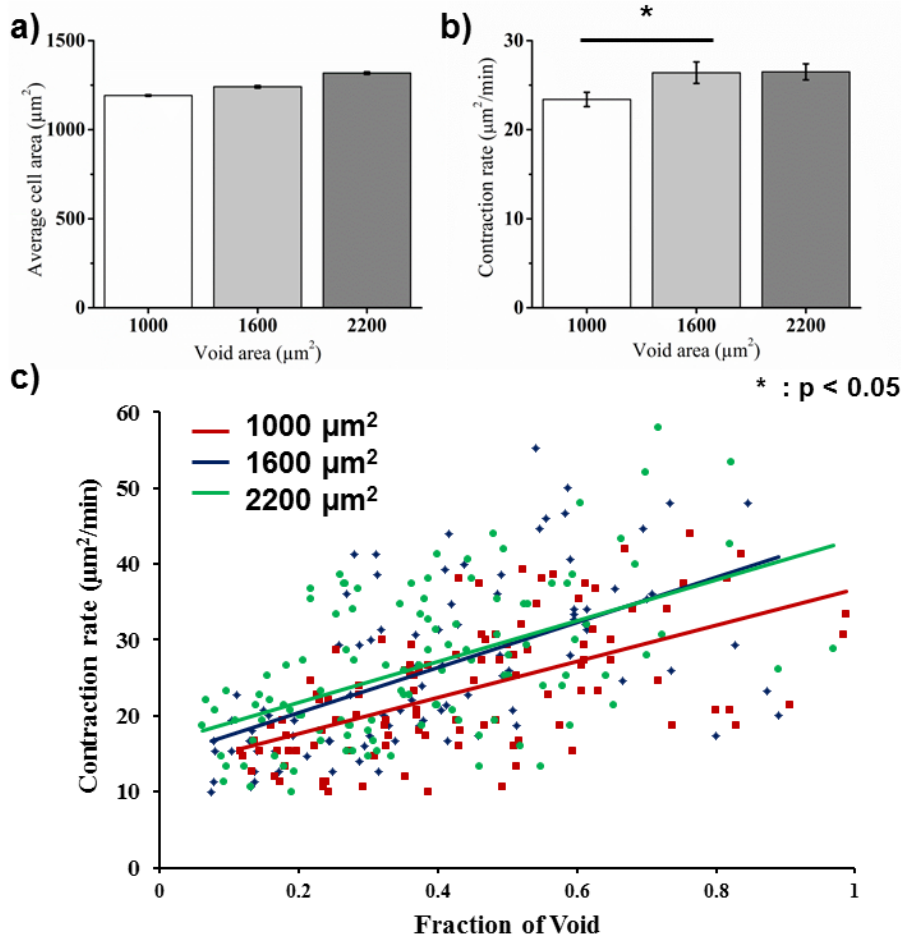 a)
1500
1000
500
0
Average cell area (µm²)
1000 1600 2200
Void area (µm²)
b)
*
30
20
10
0
Contraction rate (µm²/min)
1000 1600 2200
Void area (µm²)
c)
* : p < 0.05
1000 µm²
1600 µm²
2200 µm²
60
50
40
30
20
10
0
Contraction rate (µm²/min)
0 0.2 0.4 0.6 0.8 1
Fraction of Void